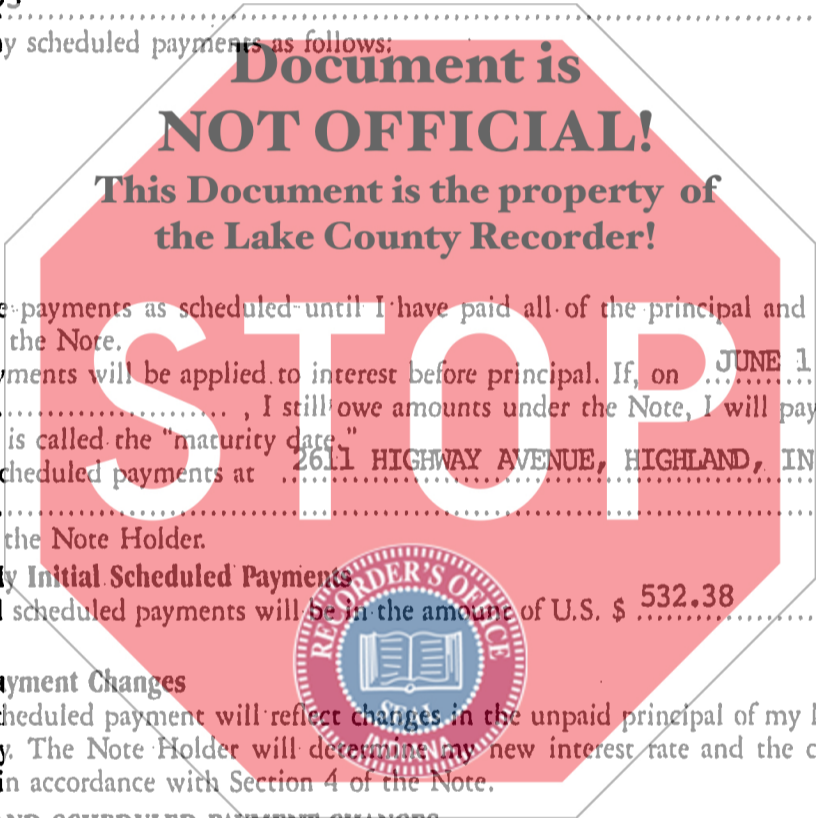 y scheduled payments as follows:
Document is
NOT OFFICIAL!
This Document is the property of
the Lake County Recorder!
payments as scheduled until I have paid all of the principal and
the Note.
ments will be applied to interest before principal. If, on JUNE 1
, I still owe amounts under the Note, I will pay
is called the "maturity date."
cheduled payments at 2611 HIGHWAY AVENUE, HIGHLAND, IN
STOP
the Note Holder.
y Initial Scheduled Payments
scheduled payments will be in the amount of U.S. $ 532.38
RECORDER'S OFFICE
SEAL
ayment Changes
heduled payment will reflect changes in the unpaid principal of my
y. The Note Holder will determine my new interest rate and the c
in accordance with Section 4 of the Note.